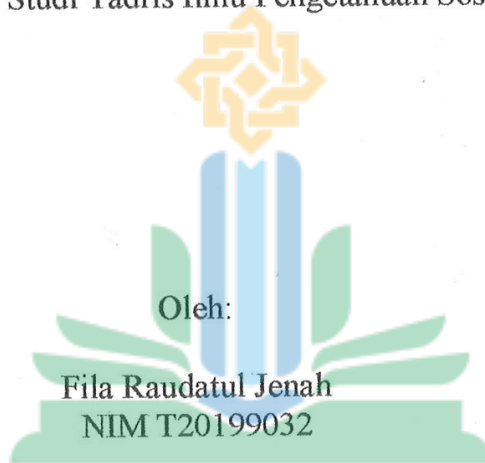 Studi Tadris Ilmu Pengetahuan Sos
Oleh:
Fila Raudatul Jenah
NIM T20199032